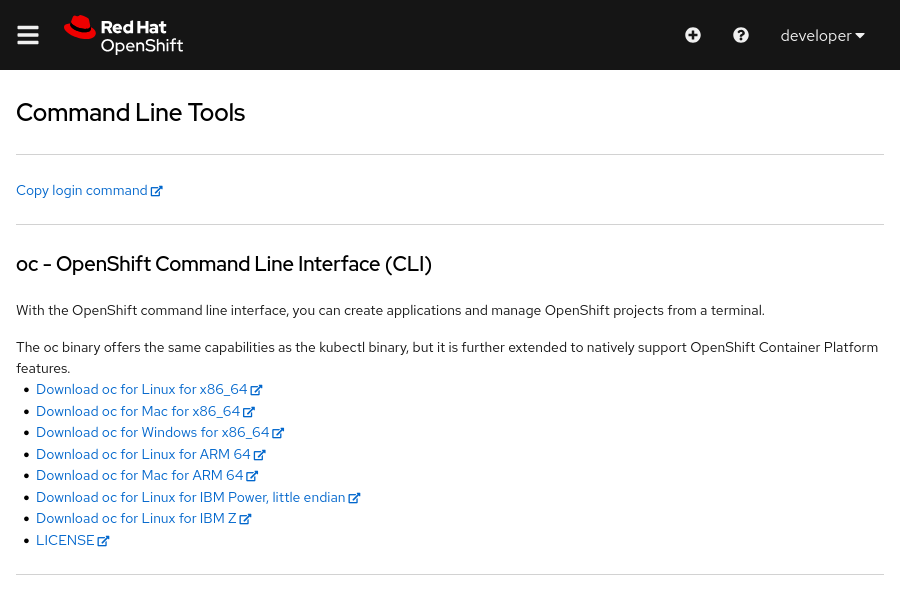 Red Hat
OpenShift
developer
Command Line Tools
Copy login command
oc - OpenShift Command Line Interface (CLI)
With the OpenShift command line interface, you can create applications and manage OpenShift projects from a terminal.
The oc binary offers the same capabilities as the kubectl binary, but it is further extended to natively support OpenShift Container Platform
features.
• Download oc for Linux for x86_64
• Download oc for Mac for x86_64
• Download oc for Windows for x86_64
• Download oc for Linux for ARM 64
• Download oc for Mac for ARM 64
• Download oc for Linux for IBM Power, little endian
• Download oc for Linux for IBM Z
• LICENSE